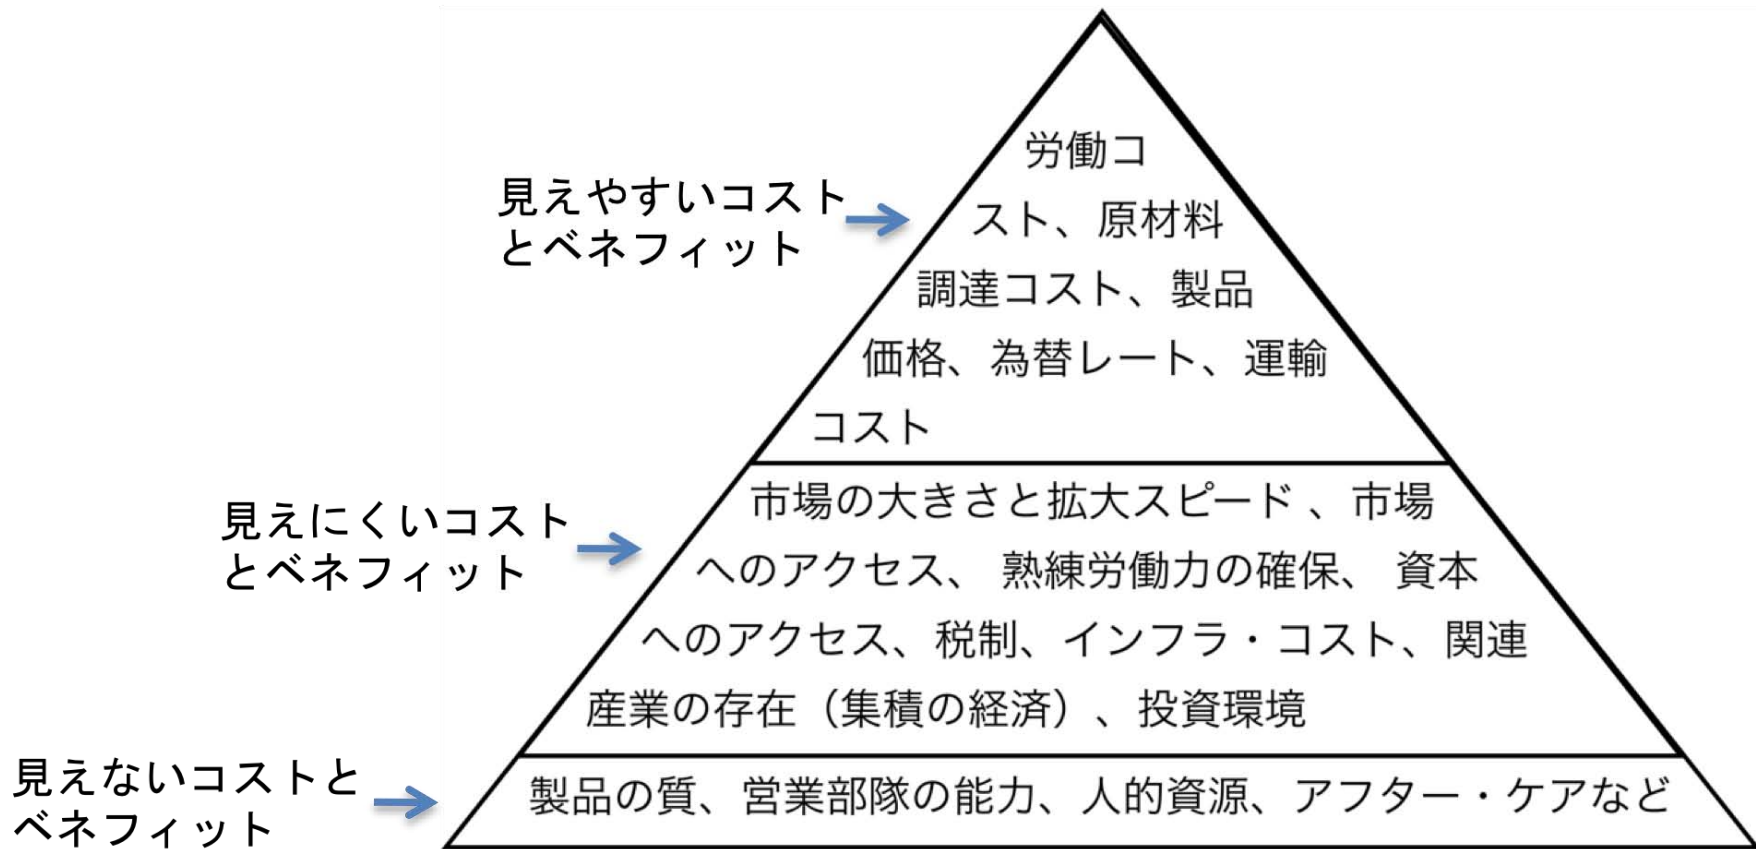 労働コ
スト、原材料
調達コスト、製品
価格、為替レート、運輸
コスト
見えやすいコスト
とベネフィット
市場の大きさと拡大スピード 、市場
へのアクセス、 熟練労働力の確保、 資本
へのアクセス、税制、インフラ・コスト、関連
産業の存在（集積の経済）、投資環境
見えにくいコスト
とベネフィット
製品の質、営業部隊の能力、人的資源、アフター・ケアなど
見えないコストと
ベネフィット